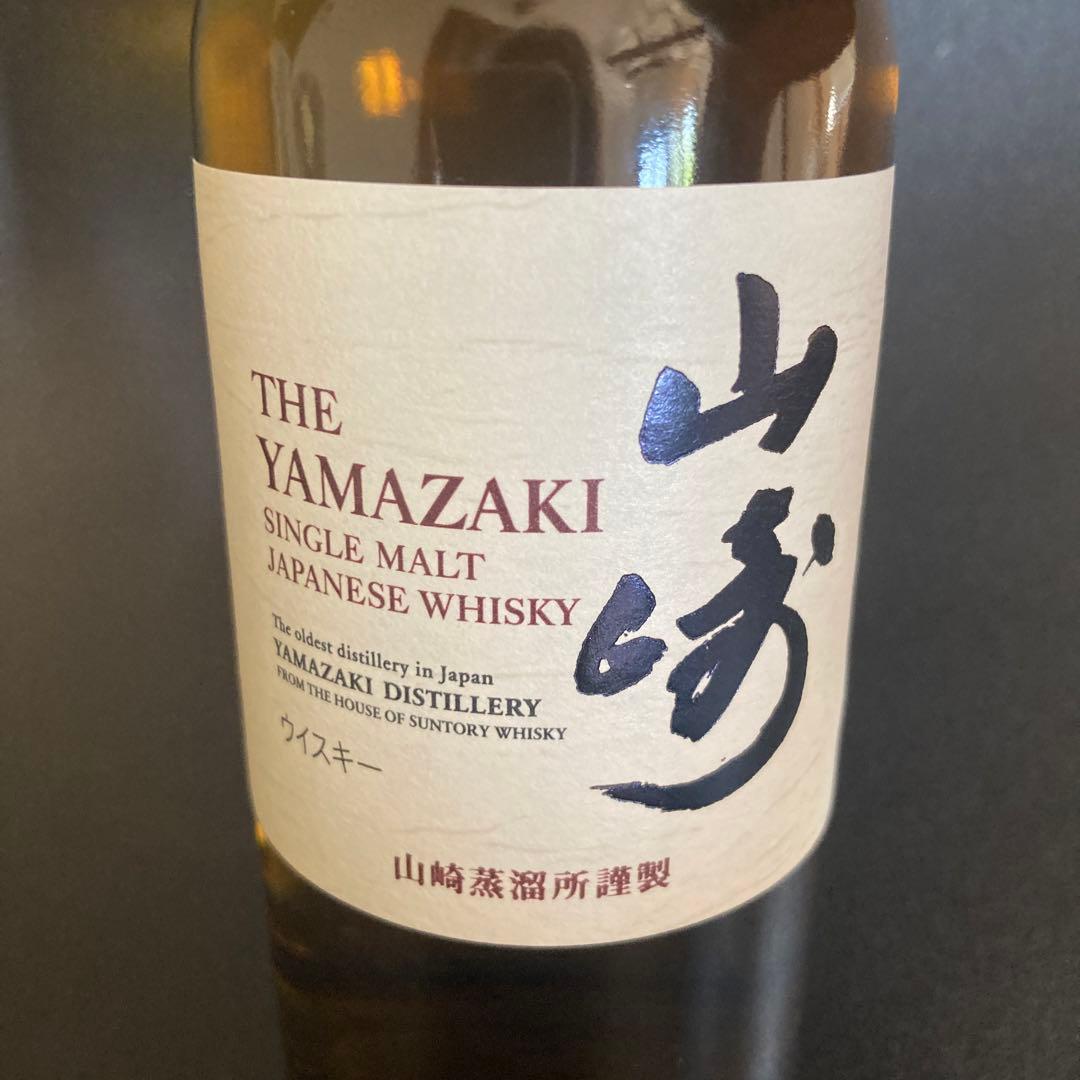 THE
YAMAZAKI
SINGLE MALT
JAPANESE WHISKY
The oldest distillery in Japan
YAMAZAKI DISTILLERY
FROM THE HOUSE OF SUNTORY WHISKY
ウイスキー
山崎
山崎蒸溜所謹製